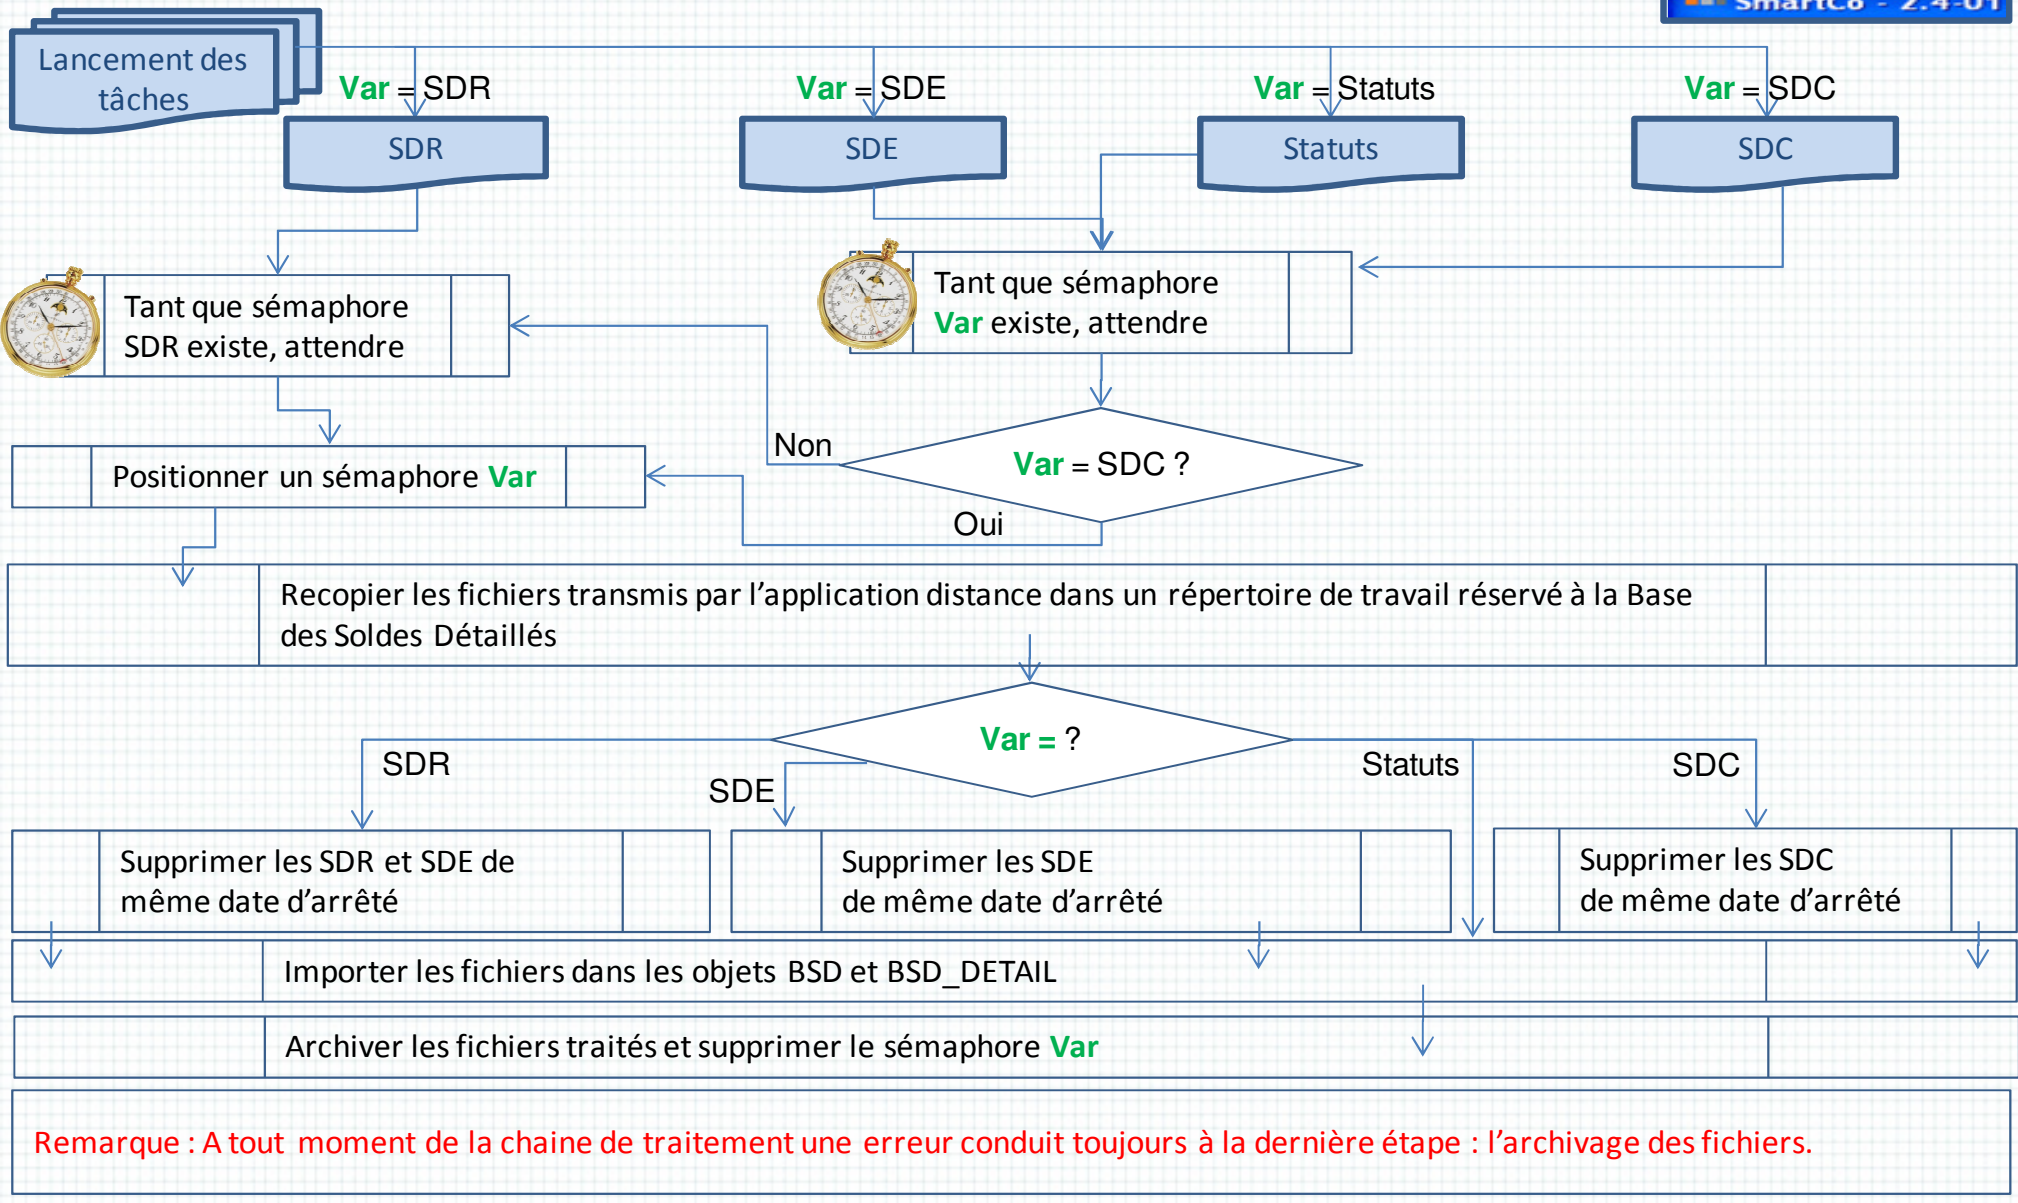 SmartCo - 2.4-01
Lancement des
tâches
Var = SDR
Var = SDE
Var = Statuts
Var = SDC
SDR
SDE
Statuts
SDC
Tant que sémaphore
SDR existe, attendre
Tant que sémaphore
Var existe, attendre
Non
Var = SDC ?
Positionner un sémaphore Var
Oui
Recopier les fichiers transmis par l'application distance dans un répertoire de travail réservé à la Base
des Soldes Détaillés
Var = ?
SDR
SDE
Statuts
SDC
Supprimer les SDR et SDE de
même date d'arrêté
Supprimer les SDE
de même date d'arrêté
Supprimer les SDC
de même date d'arrêté
Importer les fichiers dans les objets BSD et BSD_DETAIL
Archiver les fichiers traités et supprimer le sémaphore Var
Remarque : A tout moment de la chaine de traitement une erreur conduit toujours à la dernière étape : l'archivage des fichiers.